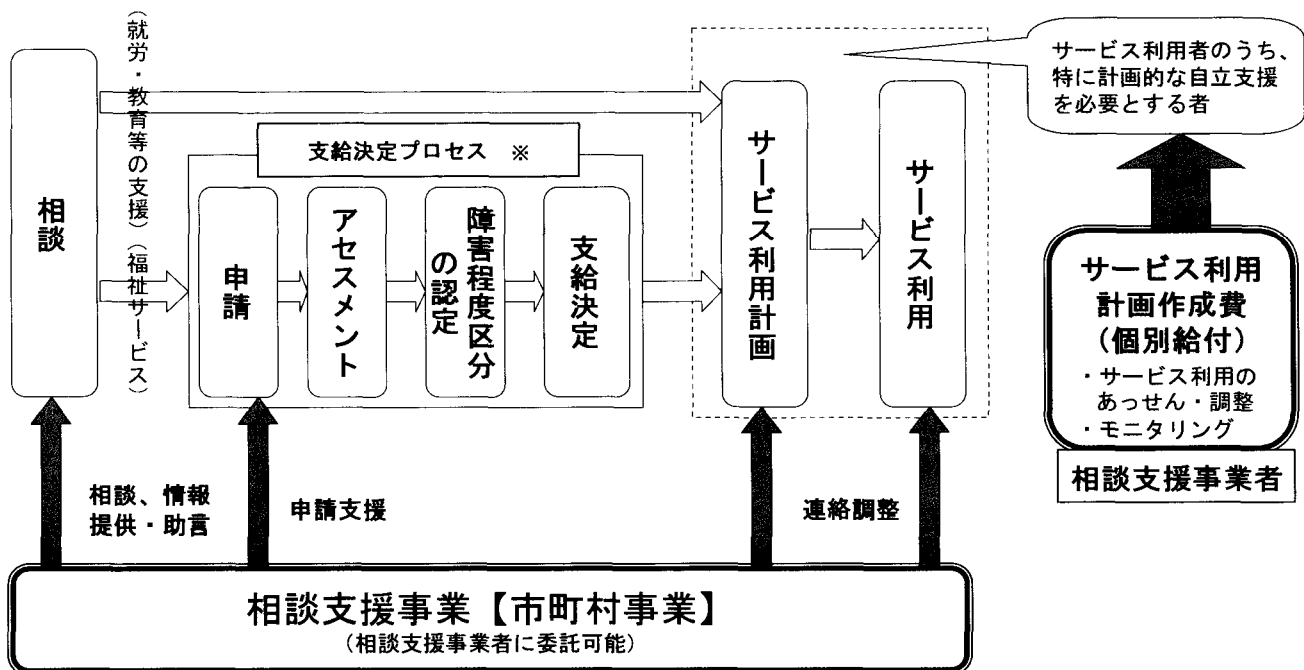 相談
（就労・教育等の支援）
（福祉サービス）
支給決定プロセス ※
申請
アセスメント
障害程度区分
の認定
支給決定
サービス利用計画
サービス利用
サービス利用者のうち、
特に計画的な自立支援
を必要とする者
サービス利用
計画作成費
（個別給付）
・サービス利用の
あっせん・調整
・モニタリング
相談支援事業者
相談、情報
提供・助言
申請支援
連絡調整
相談支援事業【市町村事業】
（相談支援事業者に委託可能）